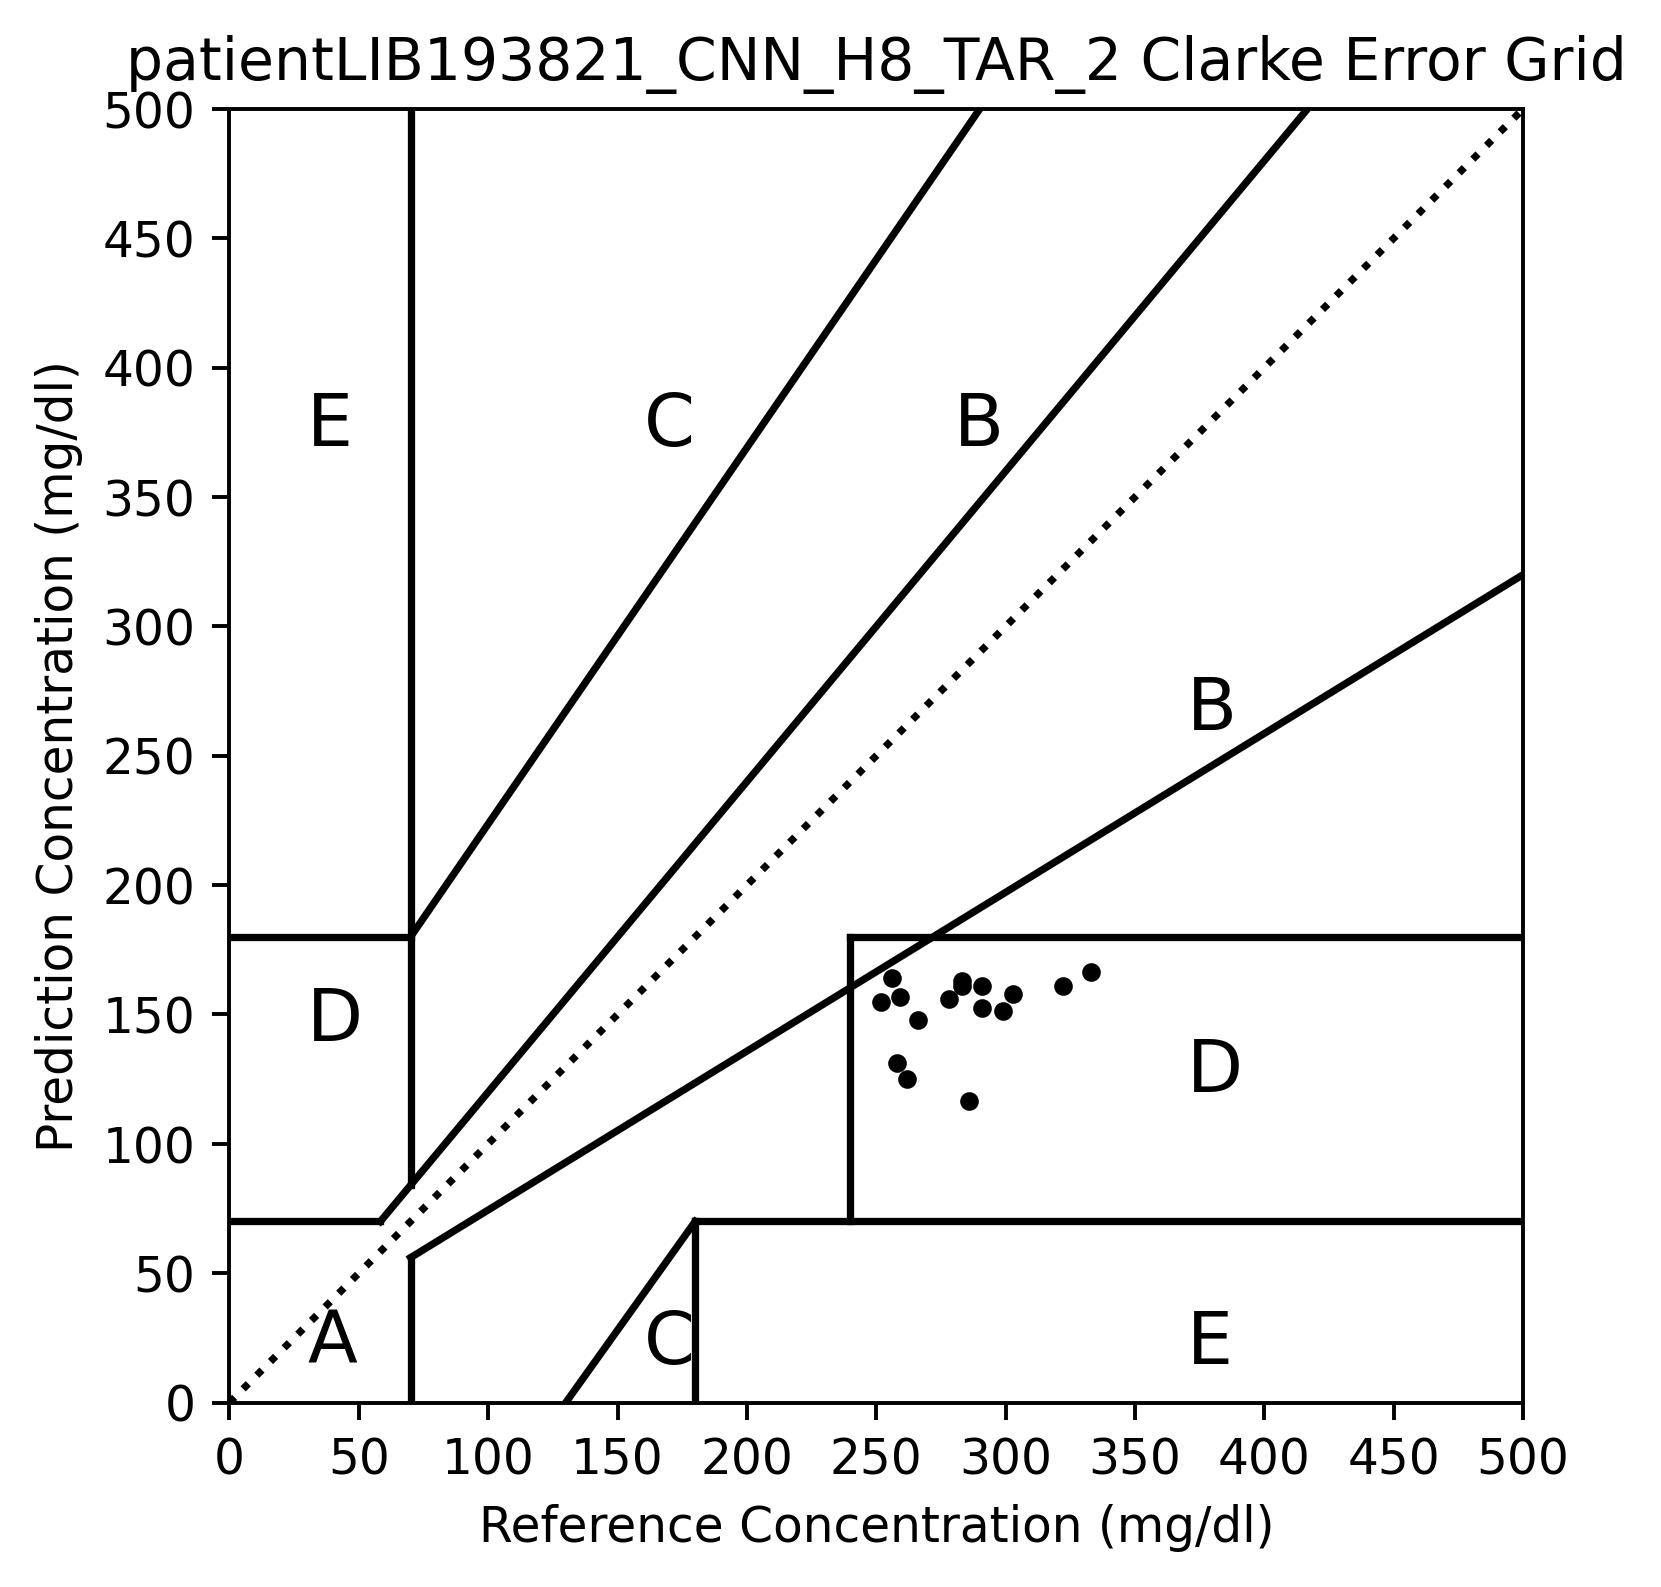 patientLIB193821_CNN_H8_TAR_2 Clarke Error Grid
500
450
400
350
300
250
200
150
100
50
0
Prediction Concentration (mg/dl)
E
C
B
B
D
D
A
C
E
0 50 100 150 200 250 300 350 400 450 500
Reference Concentration (mg/dl)